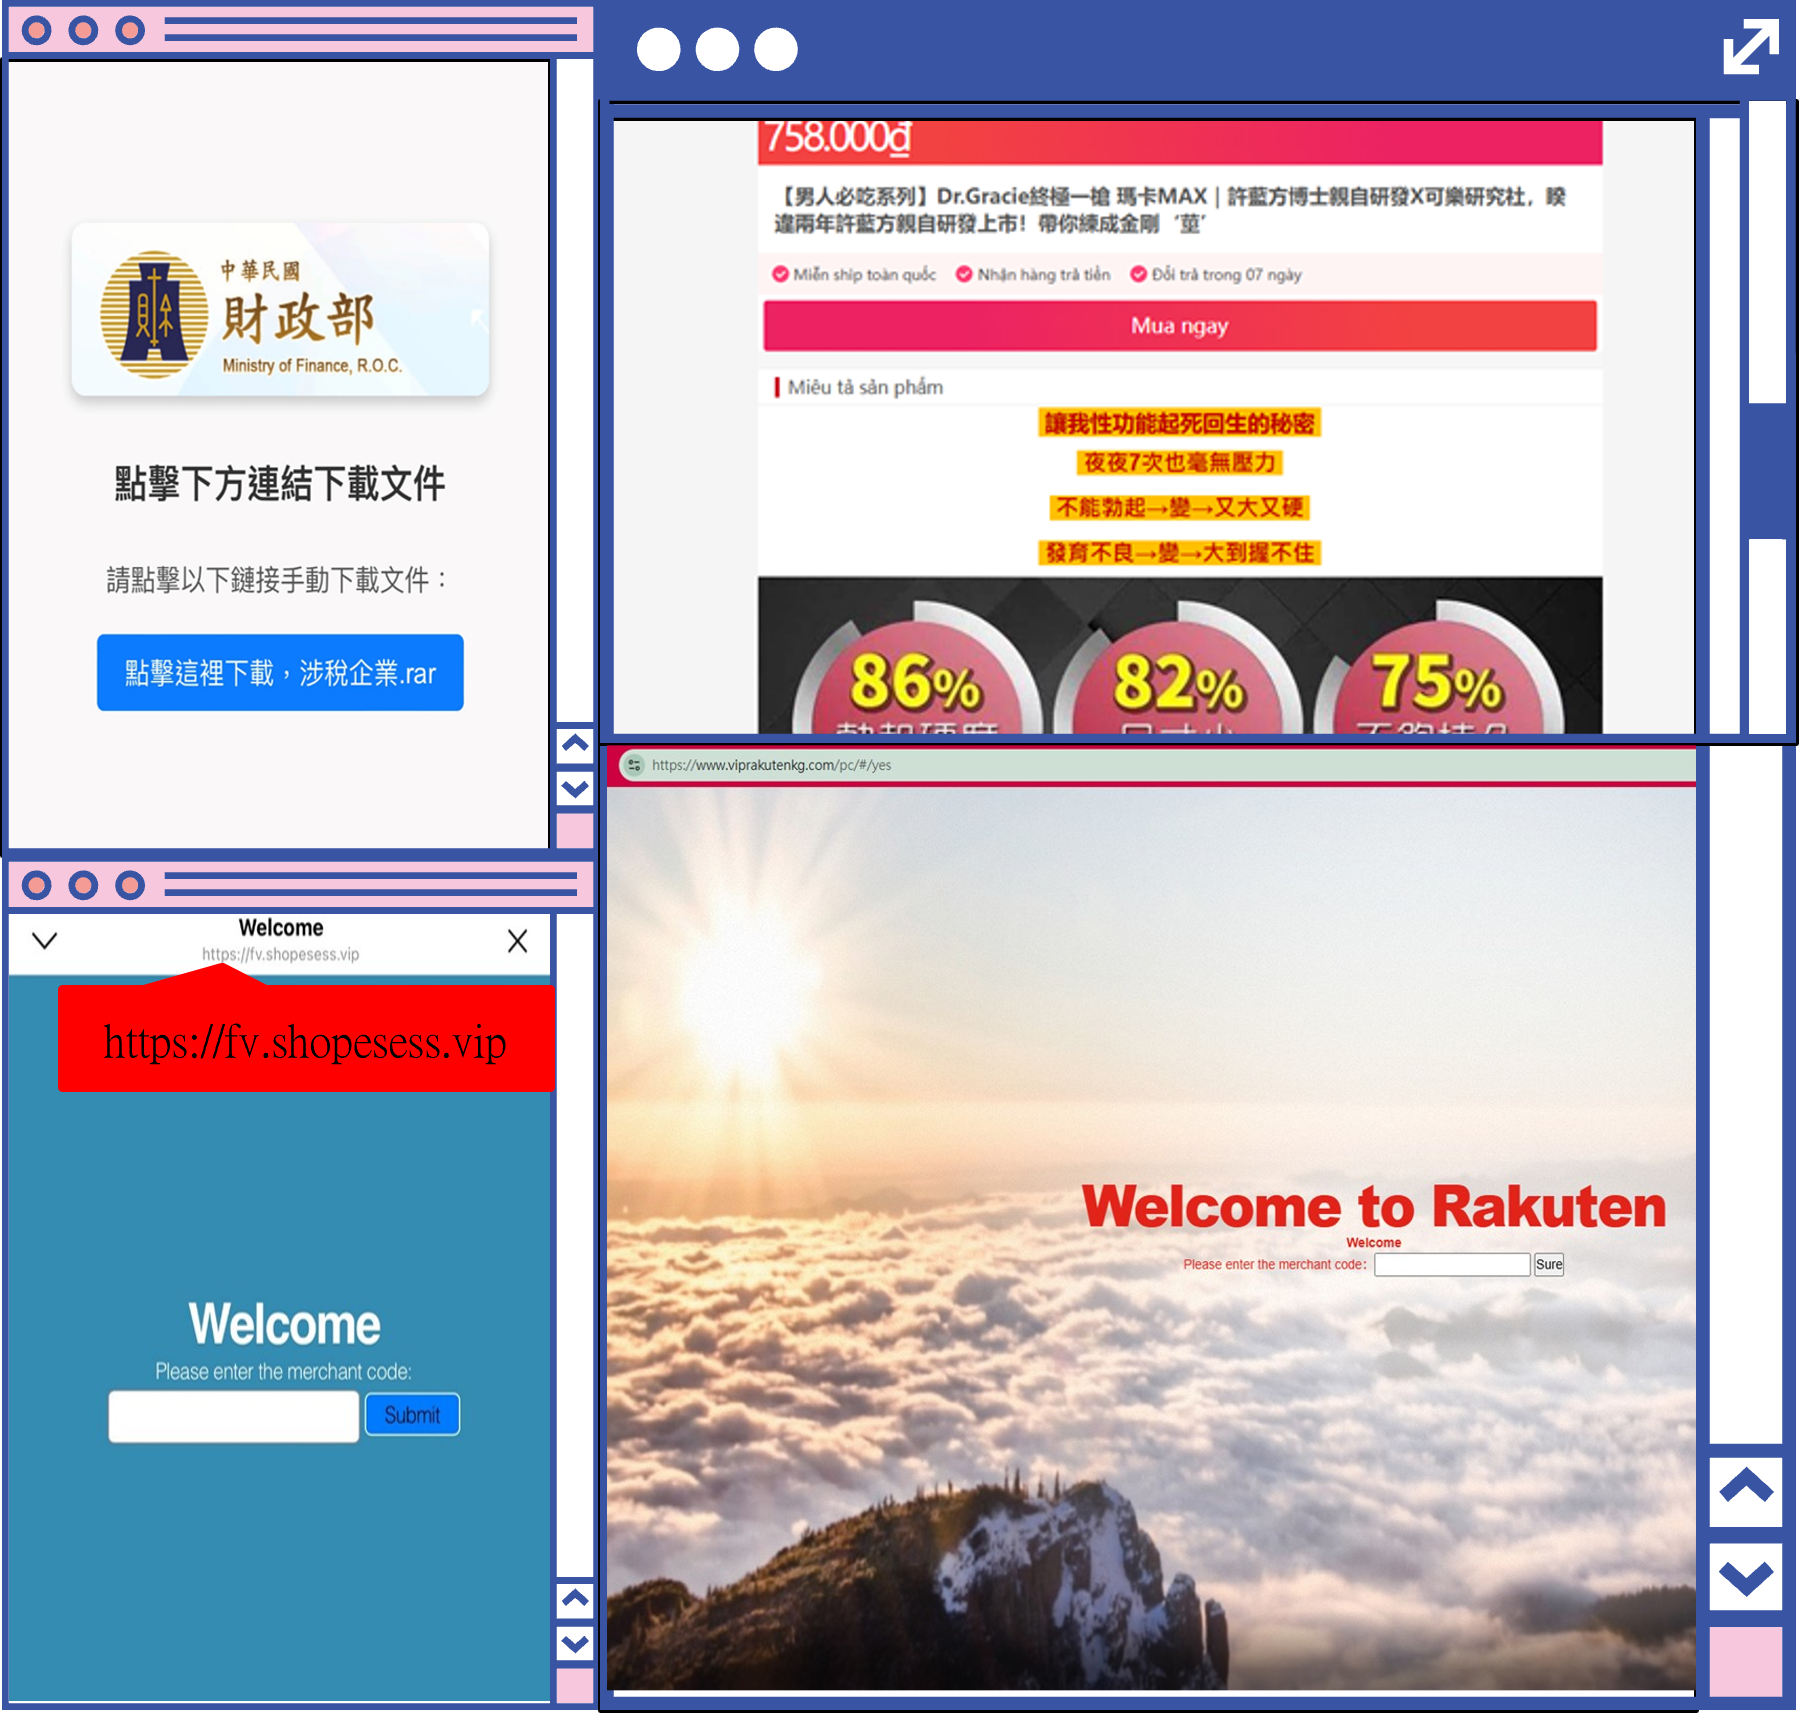 中華民國
財政部
Ministry of Finance, R.O.C.
點擊下方連結下載文件
請點擊以下鏈接手動下載文件：
點擊這裡下載，涉稅企業.rar
758.000₫
【男人必吃系列】Dr.Gracie終極一槍 瑪卡MAX｜許藍方博士親自研發X可樂研究社，睽
違兩年許藍方親自研發上市！帶你練成金剛‘莖’
Miễn ship toàn quốc Nhận hàng trả tiền Đổi trả trong 07 ngày
Mua ngay
Miêu tả sản phẩm
讓我性功能起死回生的秘密
夜夜7次也毫無壓力
不能勃起→變→又大又硬
發育不良→變→大到握不住
86% 82% 75%
Welcome
https://fv.shopesess.vip
https://fv.shopesess.vip
Welcome
Please enter the merchant code:
Submit
https://www.viprakutenkg.com/pc/#/yes
Welcome to Rakuten
Welcome
Please enter the merchant code: Sure